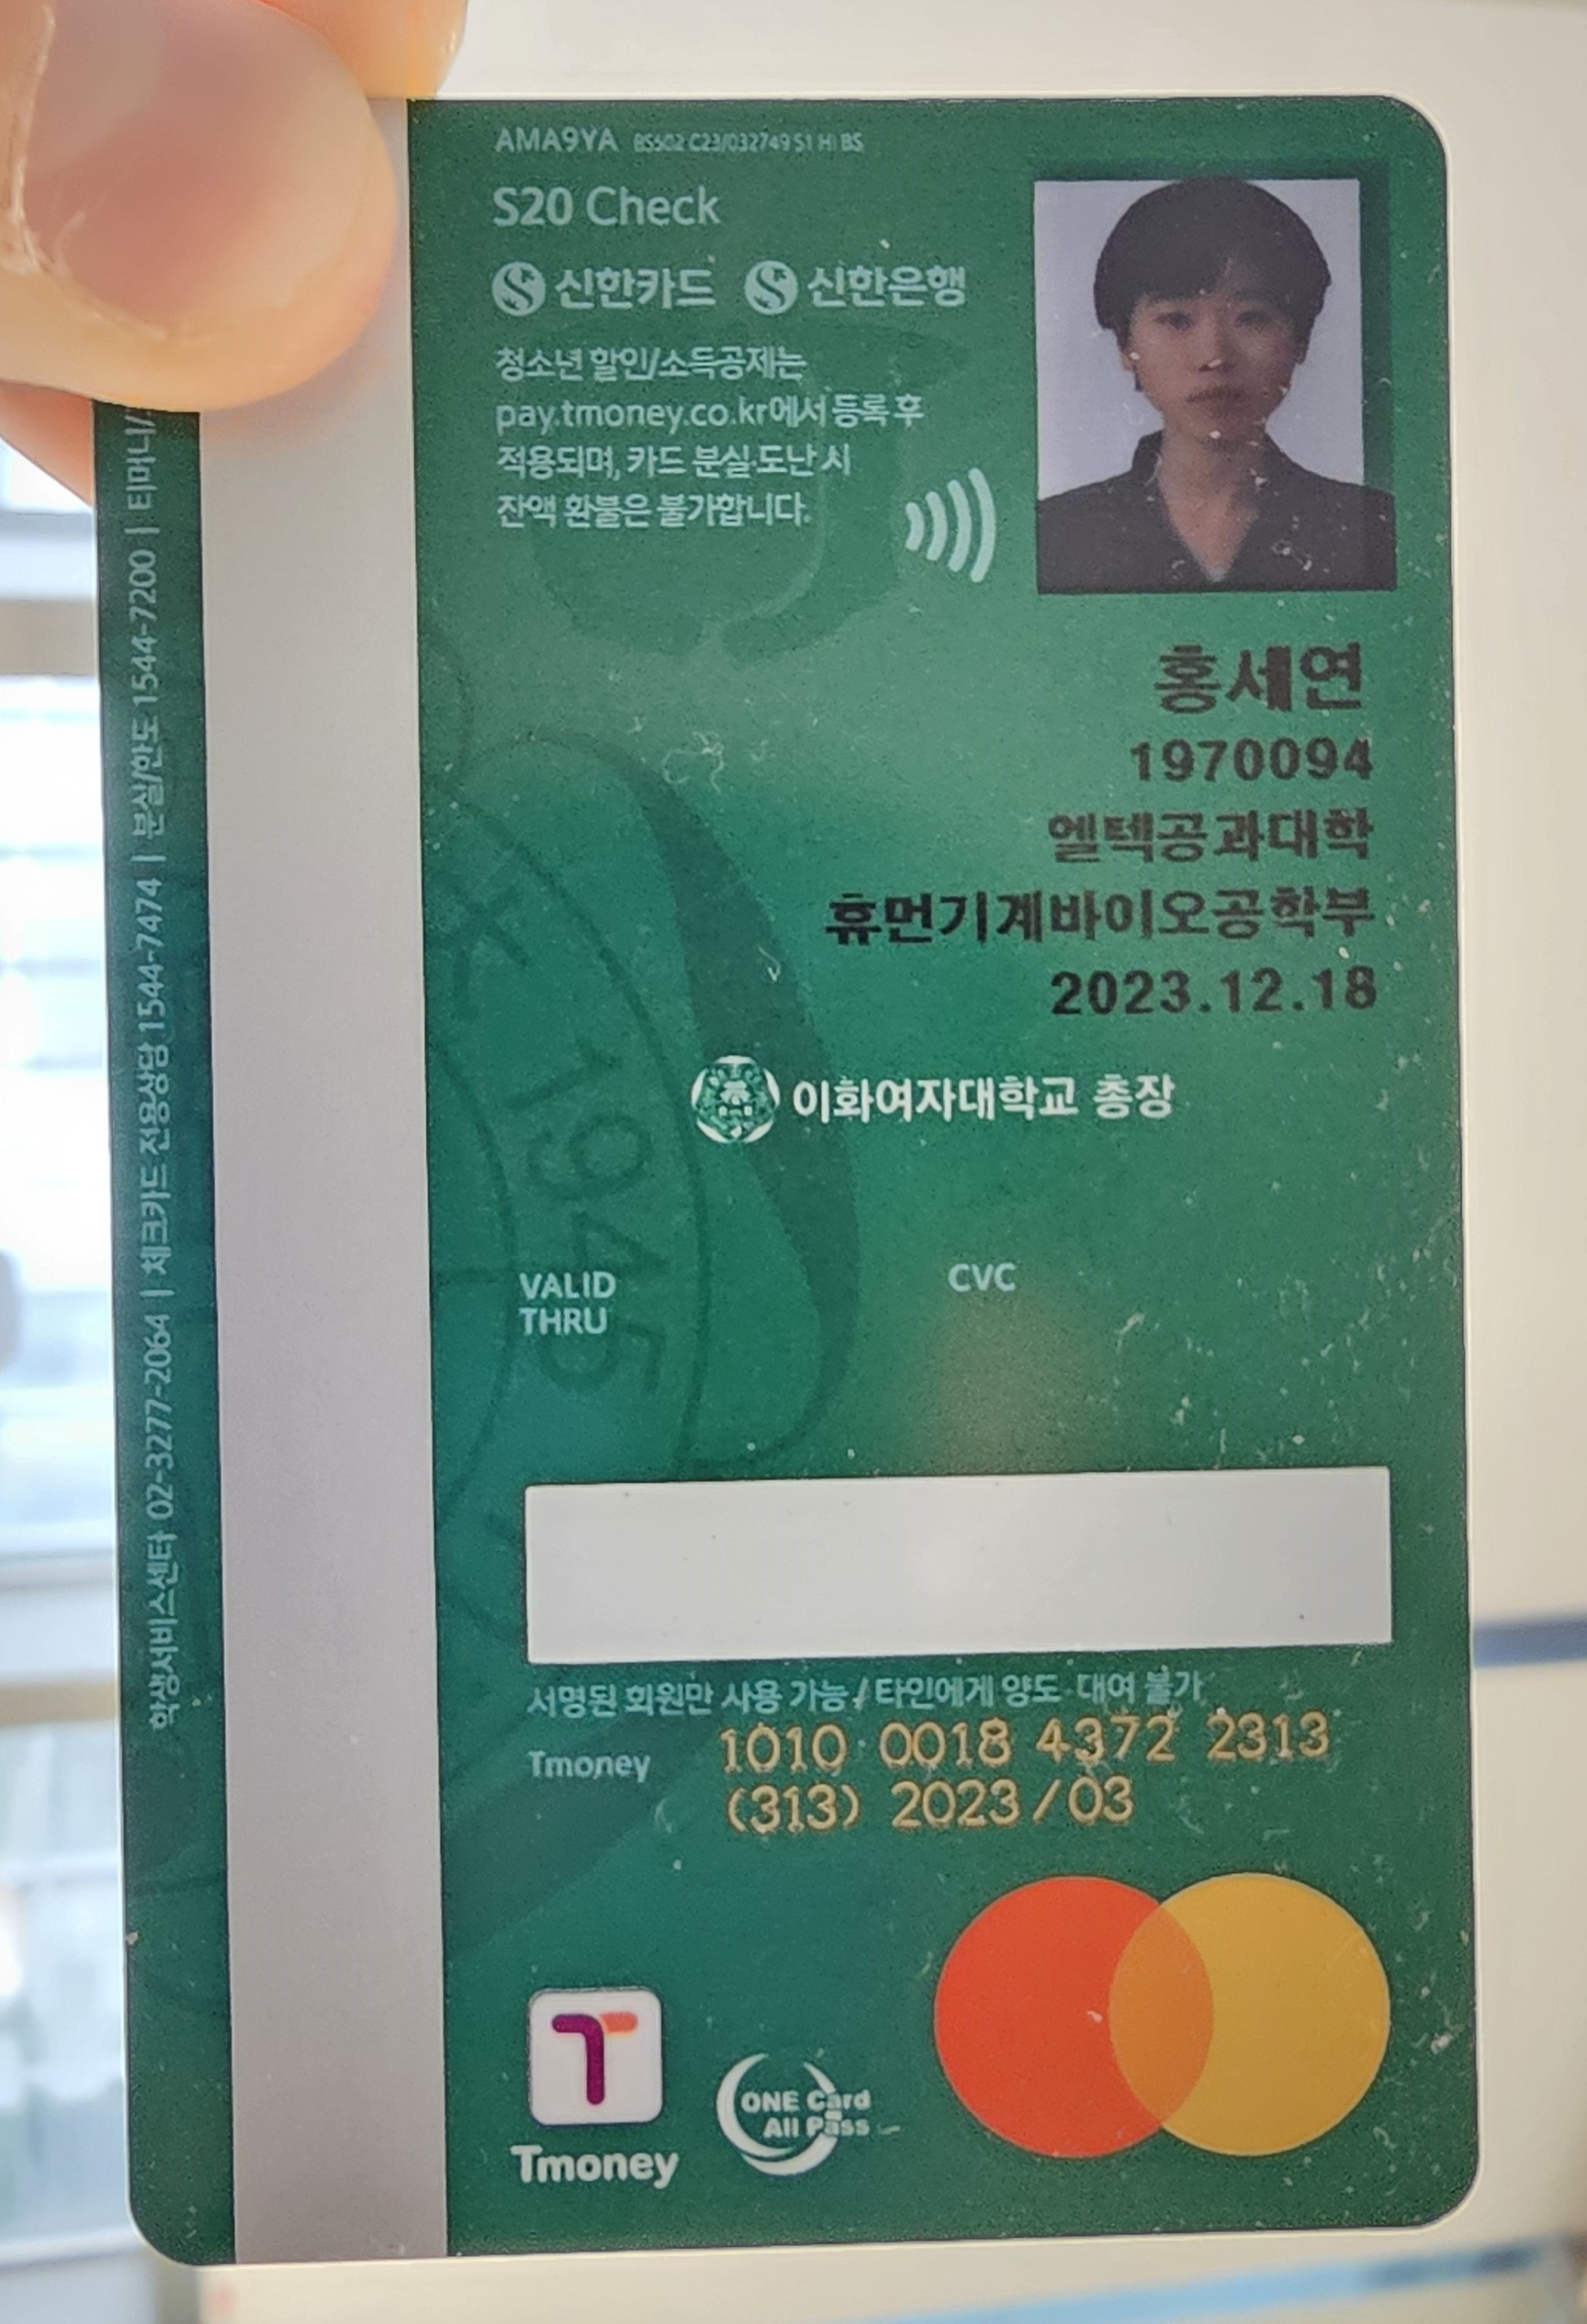 AMA9YA BS502 C23/032749 S1 HI BS
S20 Check
신한카드 신한은행
청소년 할인/소득공제는
pay.tmoney.co.kr에서 등록 후
적용되며, 카드 분실·도난 시
잔액 환불은 불가합니다.
홍세연
1970094
엘텍공과대학
휴먼기계바이오공학부
2023.12.18
이화여자대학교 총장
1945
VALID
THRU
CVC
서명된 회원만 사용 가능 / 타인에게 양도·대여 불가
Tmoney 1010 0018 4372 2313
(313) 2023/03
Tmoney
ONE Card
All Pass
학생서비스센터 02-3277-2064 | 체크카드 전용상담 1544-7474 | 분실/한도 1544-7200 | 티머니/